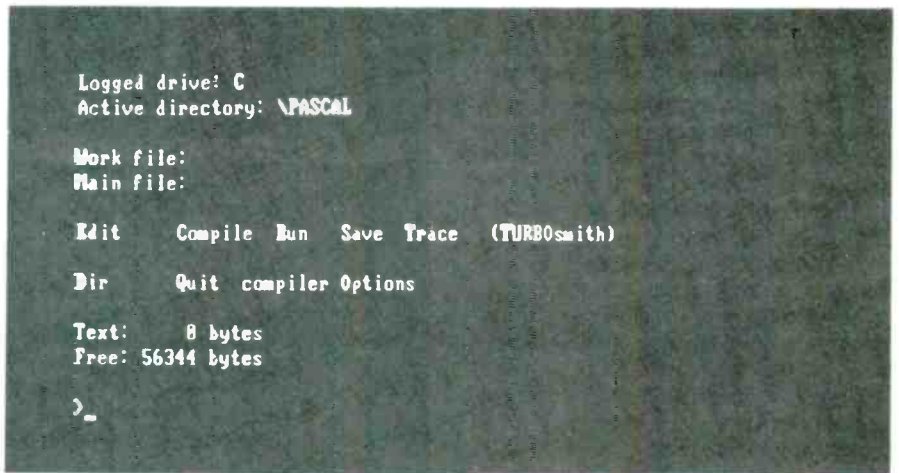 Logged drive: C
Active directory: \PASCAL
Work file:
Main file:
Edit Compile Run Save Trace (TURBOsmith)
Dir Quit compiler Options
Text: 0 bytes
Free: 56344 bytes
>_